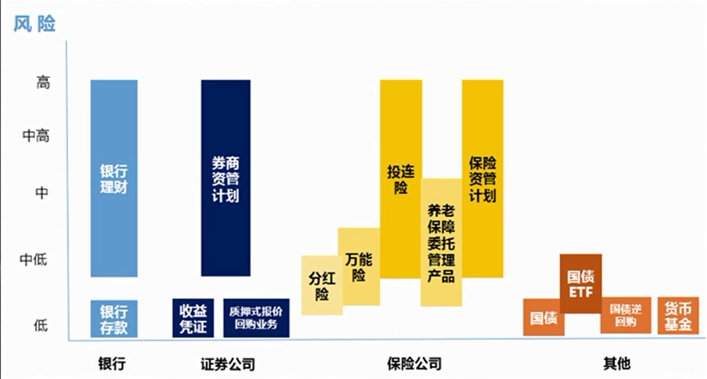 风险
高
中高
中
中低
低
银行
理财
银行
存款
券商
资管
计划
收益
凭证
质押式报价
回购业务
分红
险
万能
险
投连
险
养老
保障
委托
管理
产品
保险
资管
计划
国债
国债
ETF
国债逆
回购
货币
基金
银行
证券公司
保险公司
其他